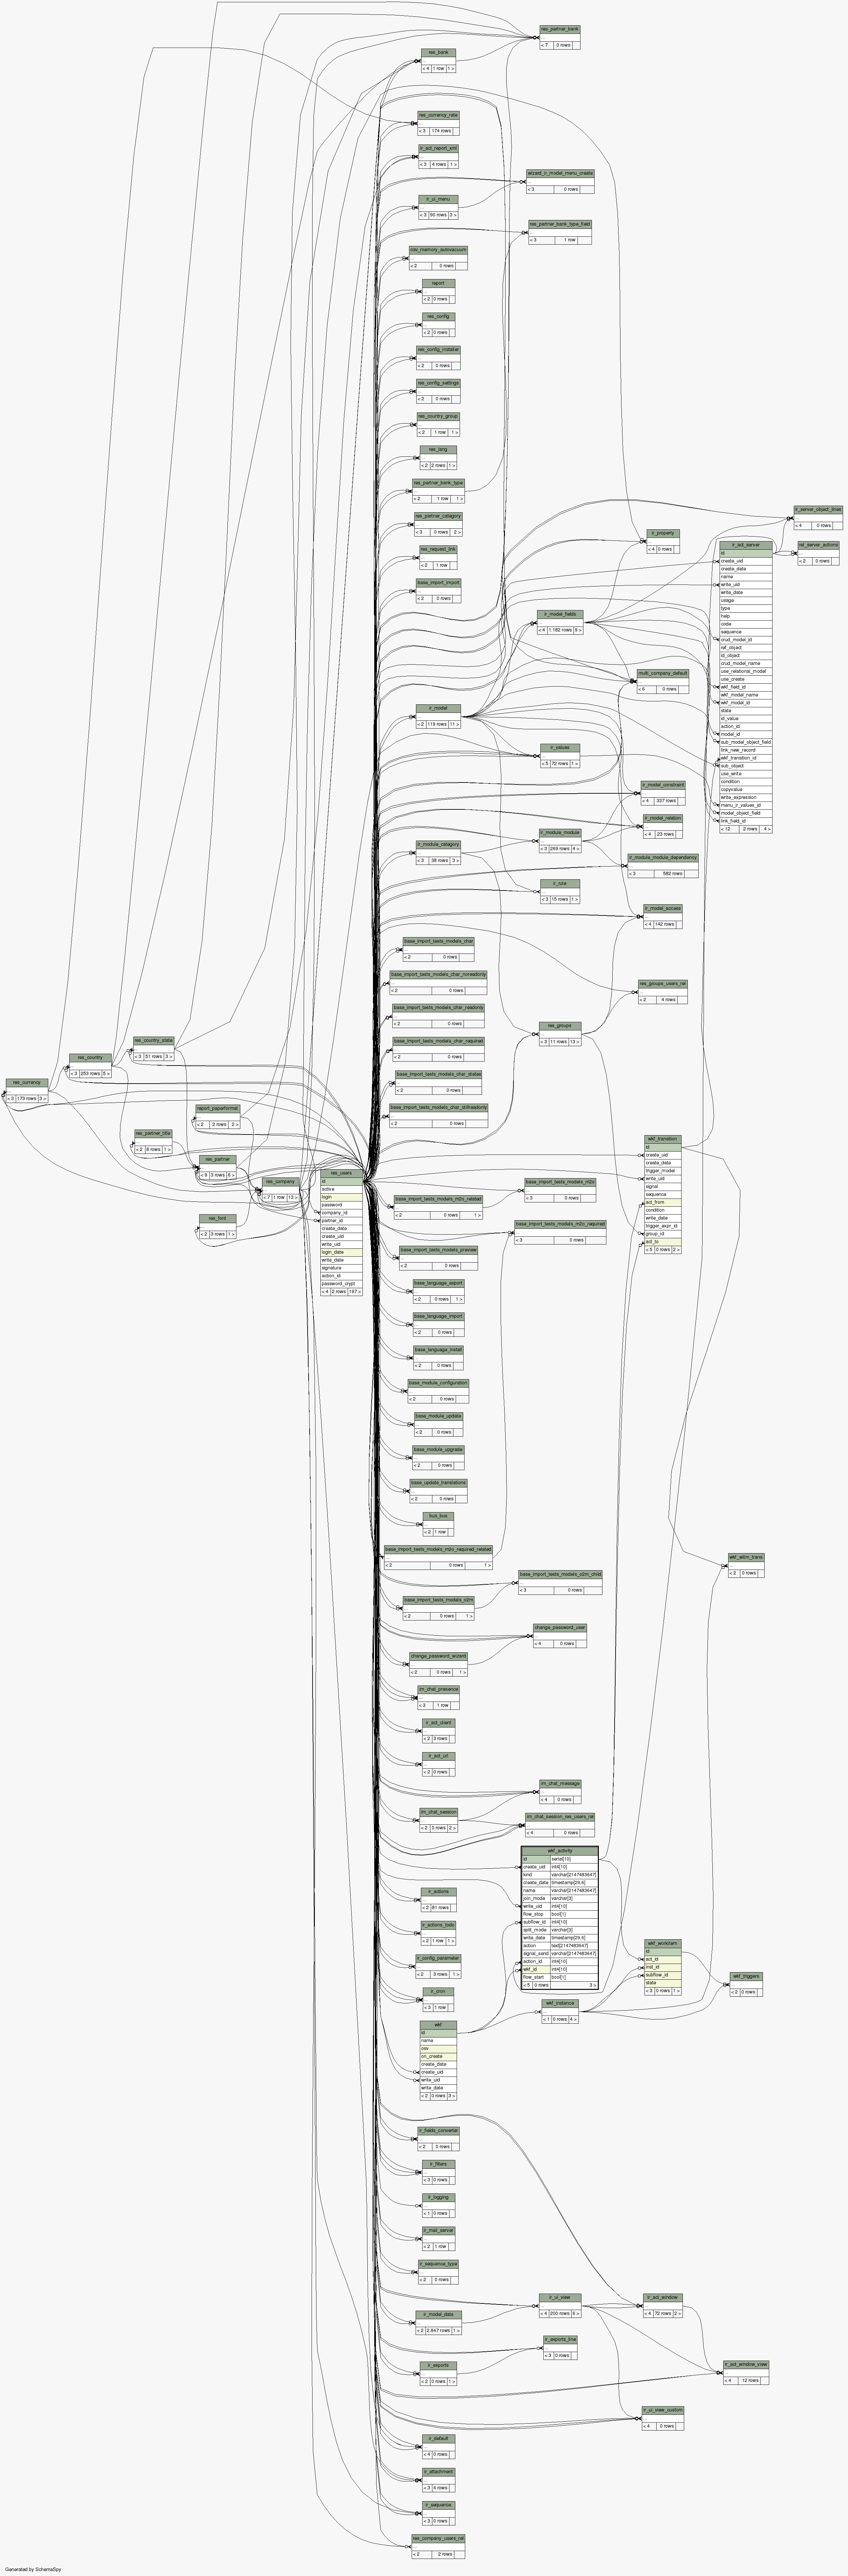 res_partner_bank
...
< 7 0 rows
res_bank
...
< 4 1 row 1 >
res_currency_rate
...
< 3 174 rows
ir_act_report_xml
...
< 3 4 rows 1 >
wizard_ir_model_menu_create
...
< 3 0 rows
ir_ui_menu
...
< 3 90 rows 3 >
res_partner_bank_type_field
...
< 3 1 row
osv_memory_autovacuum
...
< 2 0 rows
report
...
< 2 0 rows
res_config
...
< 2 0 rows
res_config_installer
...
< 2 0 rows
res_config_settings
...
< 2 0 rows
res_country_group
...
< 2 1 row 1 >
res_lang
...
< 2 2 rows 1 >
res_partner_bank_type
...
< 2 1 row 1 >
res_partner_category
...
< 3 0 rows 2 >
res_request_link
...
< 2 1 row
base_import_import
...
< 2 0 rows
ir_server_object_lines
...
< 4 0 rows
rel_server_actions
...
< 2 0 rows
ir_property
...
< 4 0 rows
ir_act_server
id
create_uid
create_date
name
write_uid
write_date
usage
type
help
code
sequence
crud_model_id
ref_object
id_object
crud_model_name
use_relational_model
use_create
wkf_field_id
wkf_model_name
wkf_model_id
state
id_value
action_id
model_id
sub_model_object_field
link_new_record
wkf_transition_id
sub_object
use_write
condition
copyvalue
write_expression
menu_ir_values_id
model_object_field
link_field_id
< 12 2 rows 4 >
ir_model_fields
...
< 4 1,182 rows 9 >
multi_company_default
...
< 6 0 rows
ir_model
...
< 2 119 rows 11 >
ir_values
...
< 5 72 rows 1 >
ir_model_constraint
...
< 4 337 rows
ir_model_relation
...
< 4 23 rows
ir_module_category
...
< 3 38 rows 3 >
ir_module_module
...
< 3 269 rows 4 >
ir_module_module_dependency
...
< 3 582 rows
ir_rule
...
< 3 15 rows 1 >
ir_model_access
...
< 4 142 rows
base_import_tests_models_char
...
< 2 0 rows
base_import_tests_models_char_noreadonly
...
< 2 0 rows
base_import_tests_models_char_readonly
...
< 2 0 rows
base_import_tests_models_char_required
...
< 2 0 rows
base_import_tests_models_char_states
...
< 2 0 rows
base_import_tests_models_char_stillreadonly
...
< 2 0 rows
res_groups_users_rel
...
< 2 4 rows
res_groups
...
< 3 11 rows 13 >
res_country_state
...
< 3 51 rows 3 >
res_country
...
< 3 253 rows 5 >
res_currency
...
< 3 173 rows 3 >
report_paperformat
...
< 2 2 rows 2 >
res_partner_title
...
< 2 8 rows 1 >
res_partner
...
< 9 3 rows 6 >
res_company
...
< 7 1 row 13 >
res_font
...
< 2 3 rows 1 >
res_users
id
active
login
password
company_id
partner_id
create_date
create_uid
write_uid
login_date
write_date
signature
action_id
password_crypt
< 4 2 rows 197 >
wkf_transition
id
create_uid
create_date
trigger_model
write_uid
signal
sequence
act_from
condition
write_date
trigger_expr_id
group_id
act_to
< 5 0 rows 2 >
base_import_tests_models_m2o
...
< 3 0 rows
base_import_tests_models_m2o_related
...
< 2 0 rows 1 >
base_import_tests_models_m2o_required
...
< 3 0 rows
base_import_tests_models_preview
...
< 2 0 rows
base_language_export
...
< 2 0 rows 1 >
base_language_import
...
< 2 0 rows
base_language_install
...
< 2 0 rows
base_module_configuration
...
< 2 0 rows
base_module_update
...
< 2 0 rows
base_module_upgrade
...
< 2 0 rows
base_update_translations
...
< 2 0 rows
bus_bus
...
< 2 1 row
base_import_tests_models_m2o_required_related
...
< 2 0 rows 1 >
wkf_witm_trans
...
< 2 0 rows
base_import_tests_models_o2m_child
...
< 3 0 rows
base_import_tests_models_o2m
...
< 2 0 rows 1 >
change_password_user
...
< 4 0 rows
change_password_wizard
...
< 2 0 rows 1 >
im_chat_presence
...
< 3 1 row
ir_act_client
...
< 2 3 rows
ir_act_url
...
< 2 0 rows
im_chat_message
...
< 4 0 rows
im_chat_session
...
< 2 0 rows 2 >
im_chat_session_res_users_rel
...
< 4 0 rows
wkf_activity
id serial[10]
create_uid int4[10]
kind varchar[2147483647]
create_date timestamp[29,6]
name varchar[2147483647]
join_mode varchar[3]
write_uid int4[10]
flow_stop bool[1]
subflow_id int4[10]
split_mode varchar[3]
write_date timestamp[29,6]
action text[2147483647]
signal_send varchar[2147483647]
action_id int4[10]
wkf_id int4[10]
flow_start bool[1]
< 5 0 rows 3 >
ir_actions
...
< 2 81 rows
ir_actions_todo
...
< 2 1 row 1 >
ir_config_parameter
...
< 2 3 rows 1 >
ir_cron
...
< 3 1 row
wkf_workitem
id
act_id
inst_id
subflow_id
state
< 3 0 rows 1 >
wkf_triggers
...
< 2 0 rows
wkf_instance
...
< 1 0 rows 4 >
wkf
id
name
osv
on_create
create_date
create_uid
write_uid
write_date
< 2 0 rows 3 >
ir_fields_converter
...
< 2 0 rows
ir_filters
...
< 3 0 rows
ir_logging
...
< 1 0 rows
ir_mail_server
...
< 2 1 row
ir_sequence_type
...
< 2 0 rows
ir_ui_view
...
< 4 200 rows 6 >
ir_act_window
...
< 4 72 rows 2 >
ir_model_data
...
< 2 2,847 rows 1 >
ir_exports_line
...
< 3 0 rows
ir_exports
...
< 2 0 rows 1 >
ir_act_window_view
...
< 4 12 rows
ir_ui_view_custom
...
< 4 0 rows
ir_default
...
< 4 0 rows
ir_attachment
...
< 3 4 rows
ir_sequence
...
< 3 0 rows
res_company_users_rel
...
< 2 2 rows
Generated by SchemaSpy